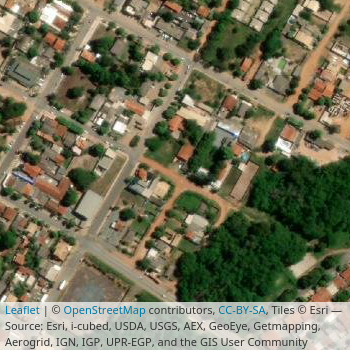 Leaflet | © OpenStreetMap contributors, CC-BY-SA, Tiles © Esri —
Source: Esri, i-cubed, USDA, USGS, AEX, GeoEye, Getmapping,
Aerogrid, IGN, IGP, UPR-EGP, and the GIS User Community